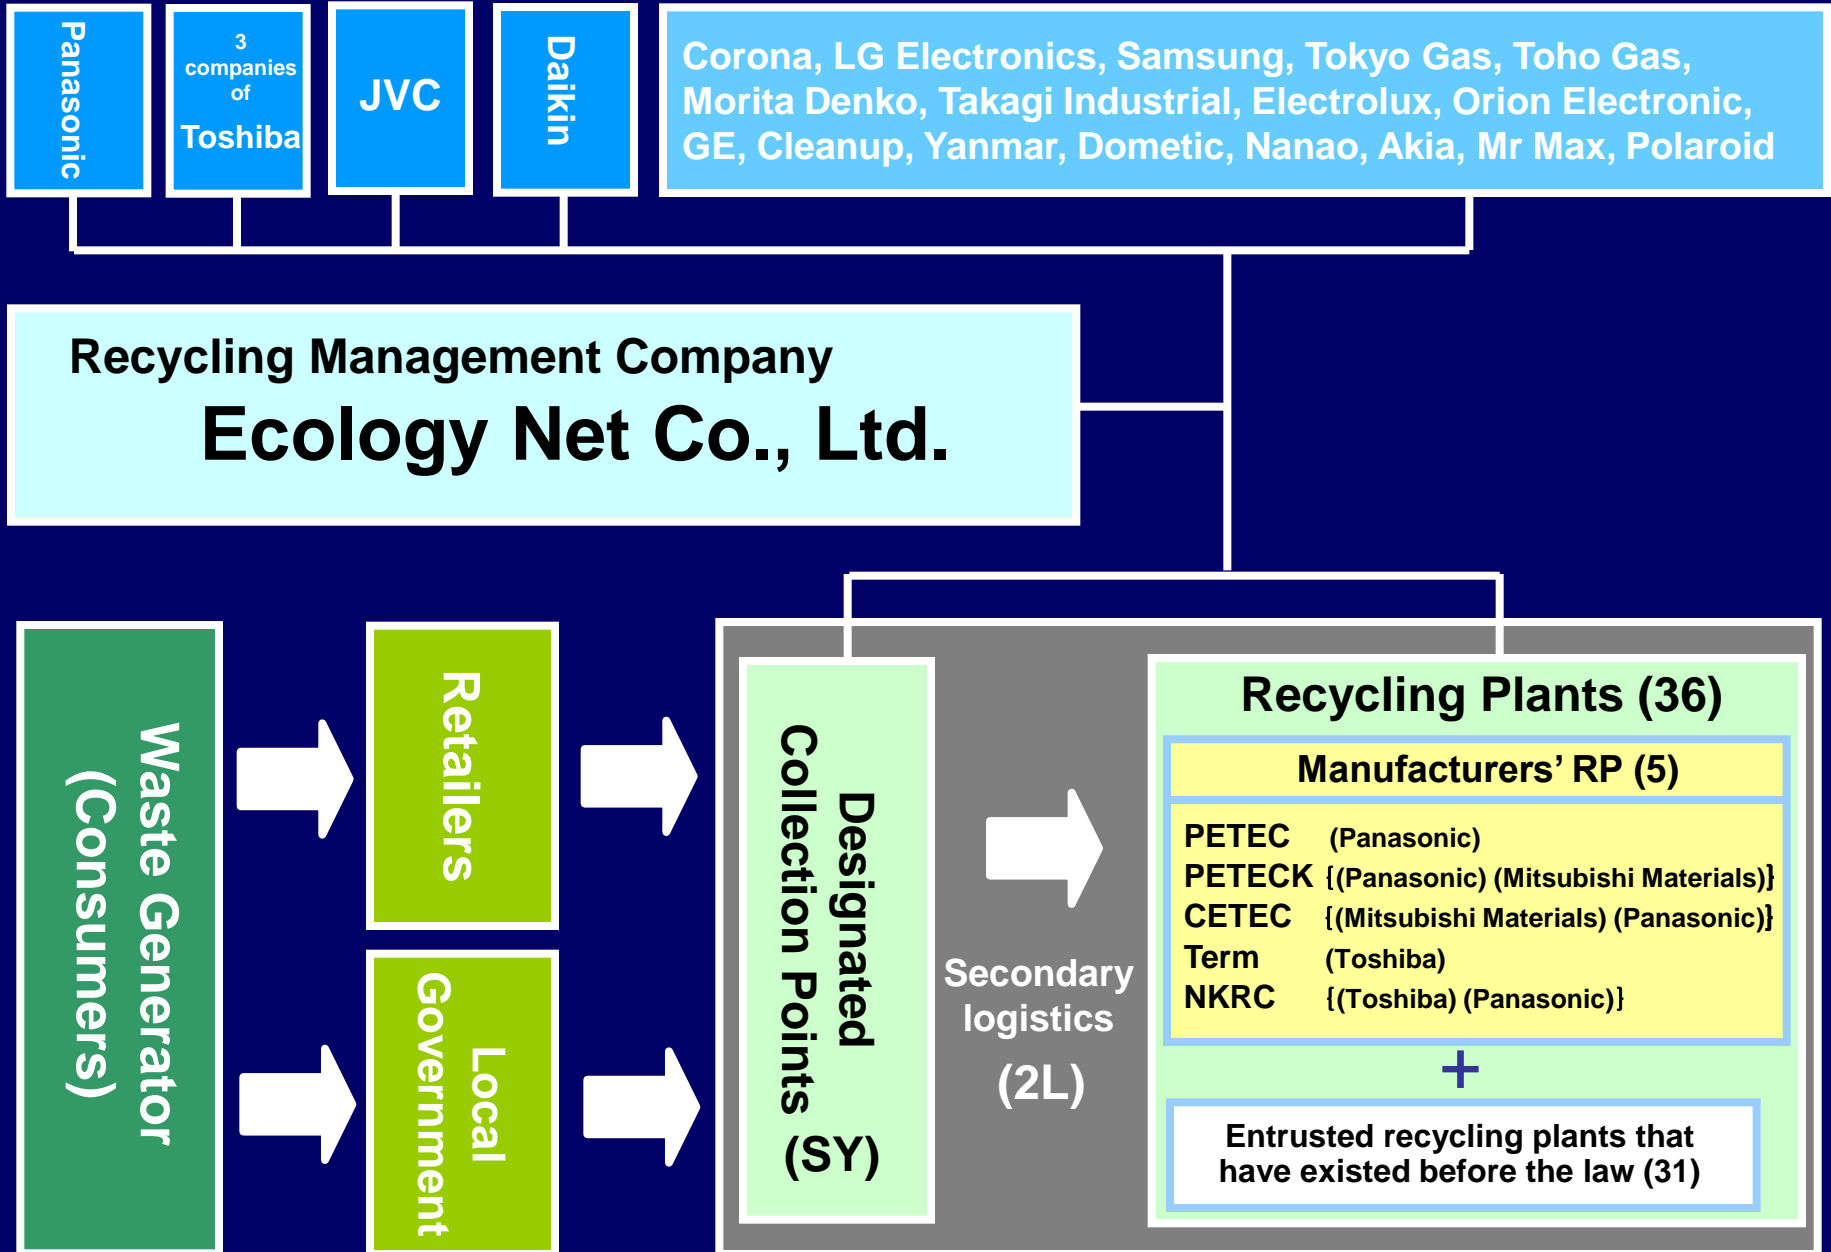 Panasonic
3
companies
of
Toshiba
JVC
Daikin
Corona, LG Electronics, Samsung, Tokyo Gas, Toho Gas,
Morita Denko, Takagi Industrial, Electrolux, Orion Electronic,
GE, Cleanup, Yanmar, Dometic, Nanao, Akia, Mr Max, Polaroid
Recycling Management Company
Ecology Net Co., Ltd.
Waste Generator
(Consumers)
Retailers
Local
Government
Designated
Collection Points
(SY)
Secondary
logistics
(2L)
Recycling Plants (36)
Manufacturers’ RP (5)
PETEC (Panasonic)
PETECK {(Panasonic) (Mitsubishi Materials)}
CETEC {(Mitsubishi Materials) (Panasonic)}
Term (Toshiba)
NKRC {(Toshiba) (Panasonic)}
+
Entrusted recycling plants that
have existed before the law (31)